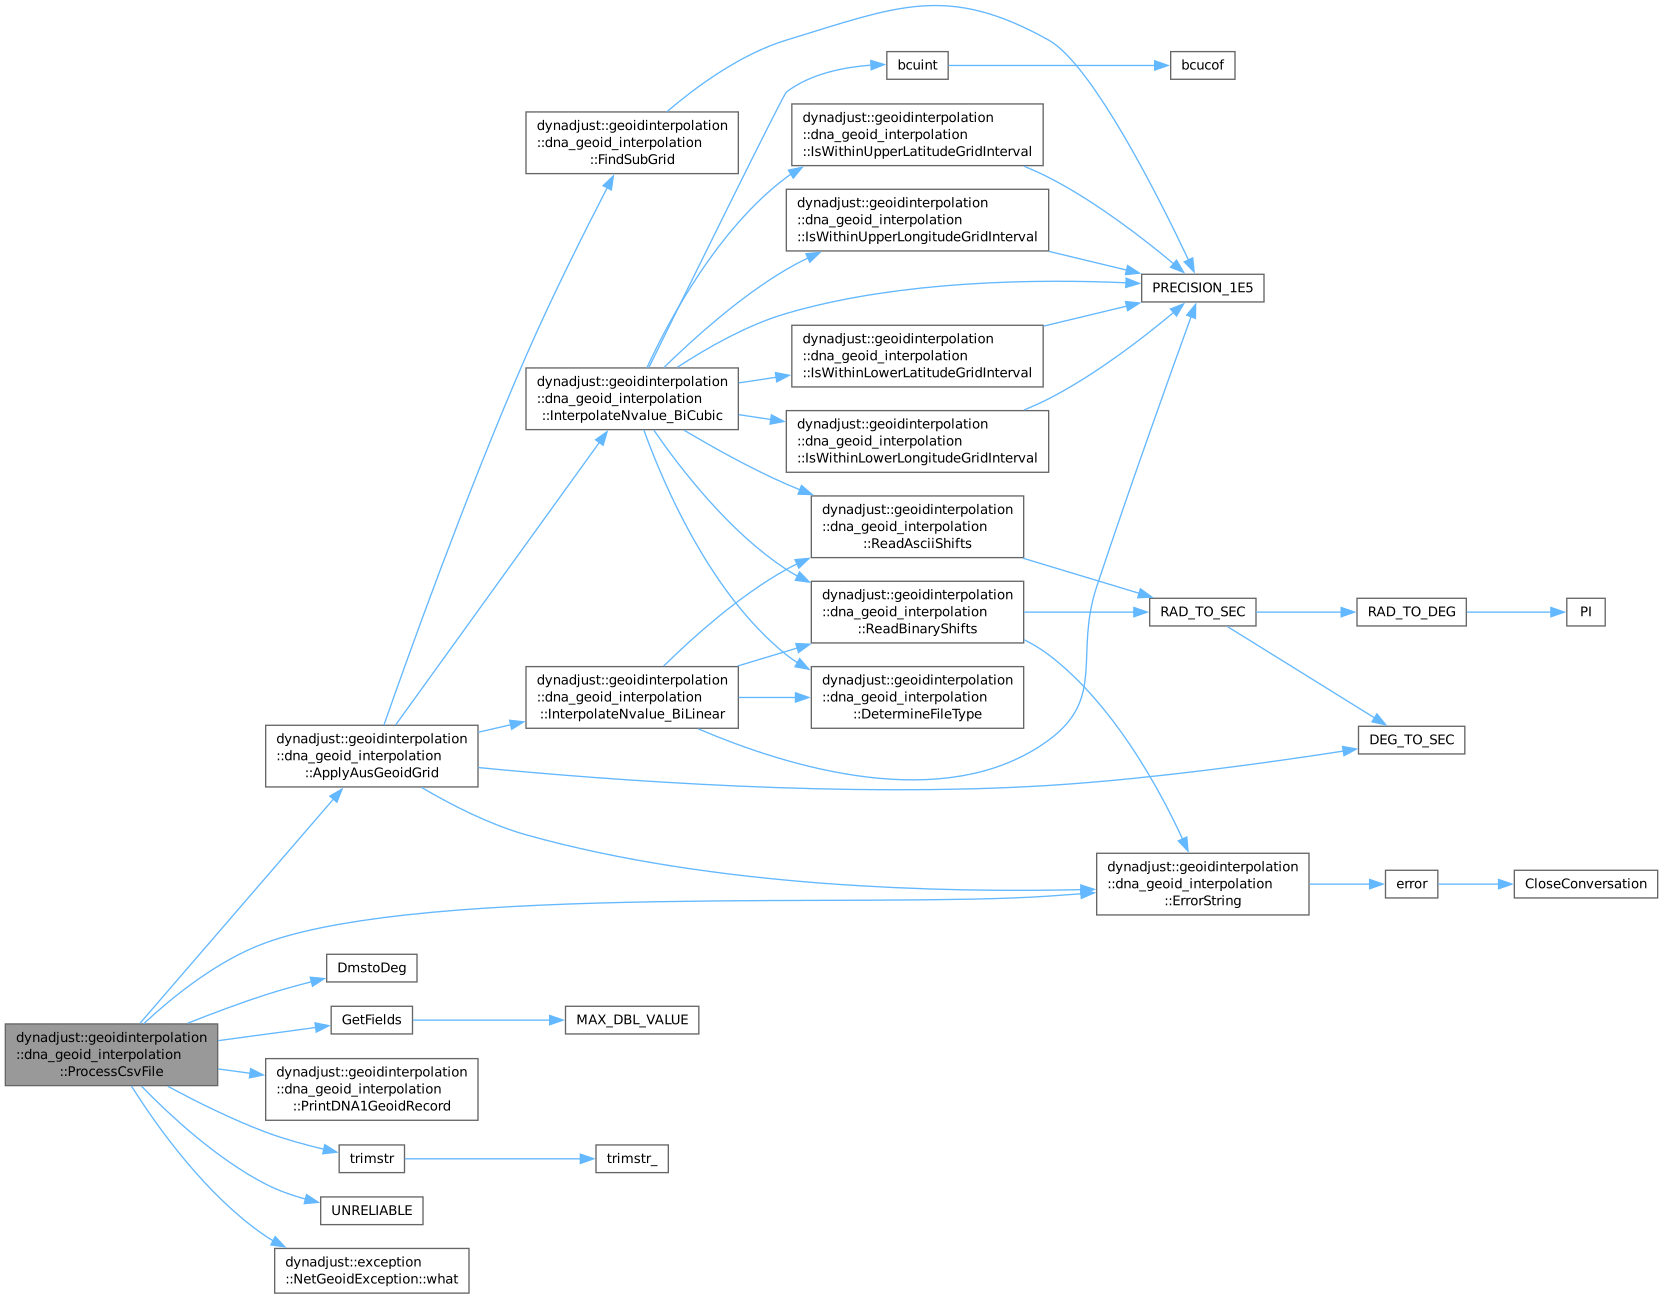 bcuint
bcucof
dynadjust::geoidinterpolation
::dna_geoid_interpolation
::FindSubGrid
dynadjust::geoidinterpolation
::dna_geoid_interpolation
::IsWithinUpperLatitudeGridInterval
dynadjust::geoidinterpolation
::dna_geoid_interpolation
::IsWithinUpperLongitudeGridInterval
PRECISION_1E5
dynadjust::geoidinterpolation
::dna_geoid_interpolation
::IsWithinLowerLatitudeGridInterval
dynadjust::geoidinterpolation
::dna_geoid_interpolation
::InterpolateNvalue_BiCubic
dynadjust::geoidinterpolation
::dna_geoid_interpolation
::IsWithinLowerLongitudeGridInterval
dynadjust::geoidinterpolation
::dna_geoid_interpolation
::ReadAsciiShifts
dynadjust::geoidinterpolation
::dna_geoid_interpolation
::ReadBinaryShifts
RAD_TO_SEC
RAD_TO_DEG
PI
dynadjust::geoidinterpolation
::dna_geoid_interpolation
::InterpolateNvalue_BiLinear
dynadjust::geoidinterpolation
::dna_geoid_interpolation
::DetermineFileType
dynadjust::geoidinterpolation
::dna_geoid_interpolation
::ApplyAusGeoidGrid
DEG_TO_SEC
dynadjust::geoidinterpolation
::dna_geoid_interpolation
::ErrorString
error
CloseConversation
DmstoDeg
GetFields
MAX_DBL_VALUE
dynadjust::geoidinterpolation
::dna_geoid_interpolation
::ProcessCsvFile
dynadjust::geoidinterpolation
::dna_geoid_interpolation
::PrintDNA1GeoidRecord
trimstr
trimstr_
UNRELIABLE
dynadjust::exception
::NetGeoidException::what